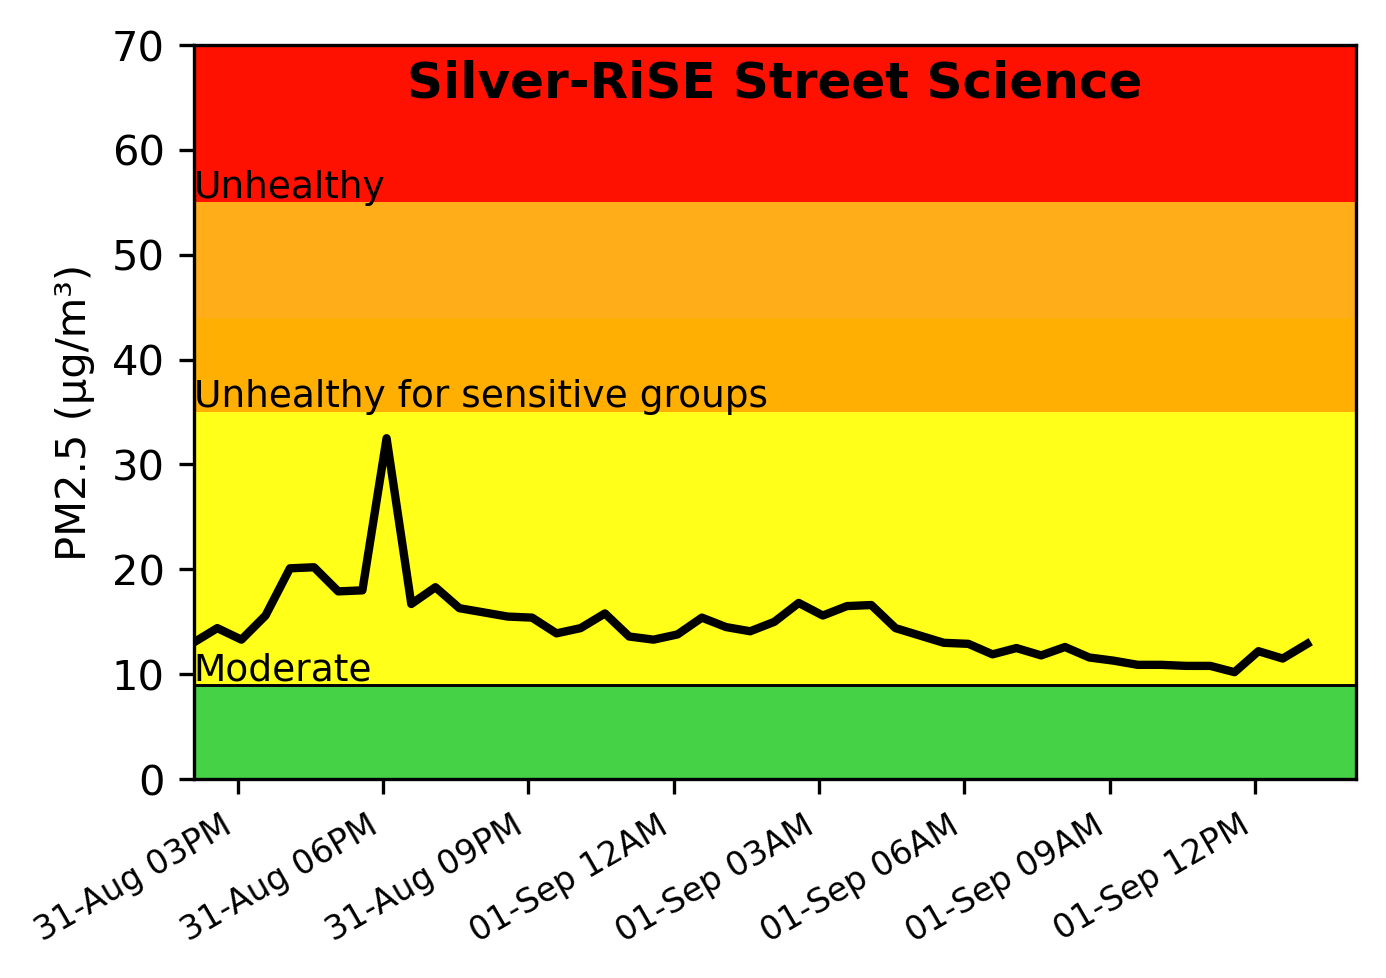 Silver-RiSE Street Science
70
60
50
40
30
20
10
0
PM2.5 (µg/m³)
Unhealthy
Unhealthy for sensitive groups
Moderate
31-Aug 03PM
31-Aug 06PM
31-Aug 09PM
01-Sep 12AM
01-Sep 03AM
01-Sep 06AM
01-Sep 09AM
01-Sep 12PM